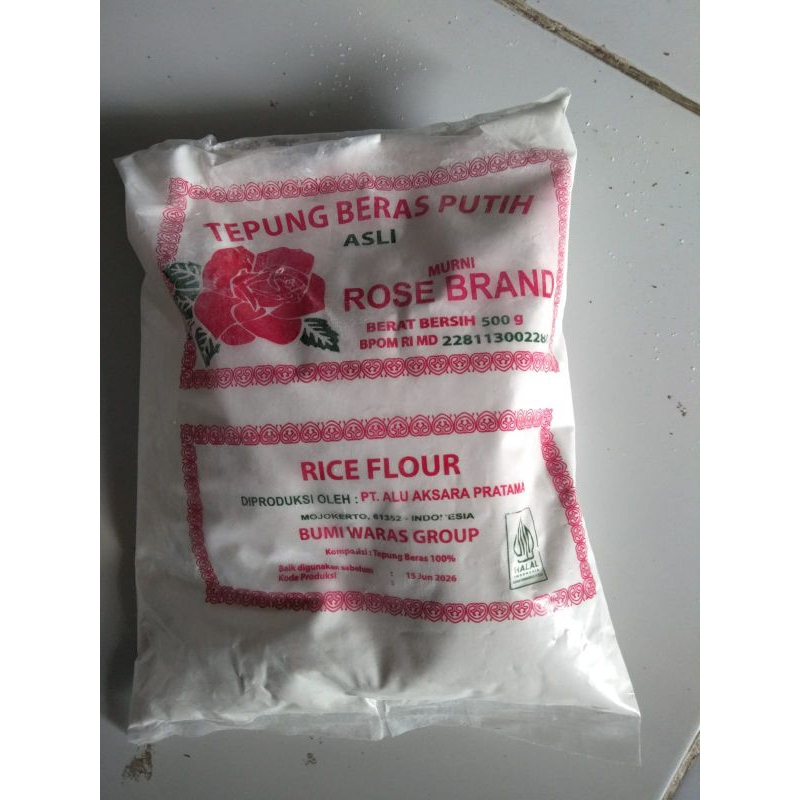 TEPUNG BERAS PUTIH
ASLI
MURNI
ROSE BRAND
BERAT BERSIH 500 g
BPOM RI MD
RICE FLOUR
DIPRODUKSI OLEH : PT. ALU AKSARA PRATAMA
MOJOKERTO, 61352 - INDONESIA
BUMI WARAS GROUP
Komposisi : Tepung Beras 100%
Baik digunakan sebelum : 15 Jun 2026
Kode Produksi :
HALAL
INDONESIA